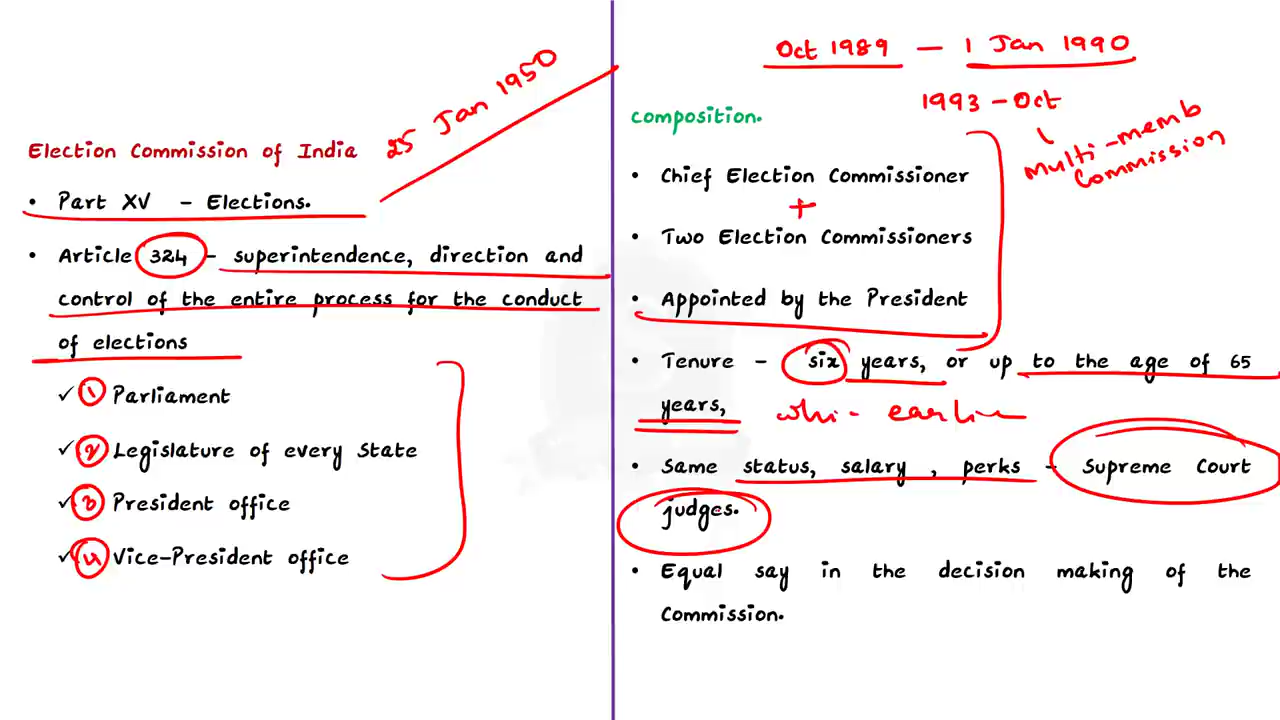 Election Commission of India
25 Jan 1950
• Part XV - Elections.
• Article 324 - superintendence, direction and
control of the entire process for the conduct
of elections
✓ 1 Parliament
✓ 2 Legislature of every State
✓ 3 President office
✓ 4 Vice-President office
Oct 1989 - 1 Jan 1990
1993 - Oct
Multi-memb
Commission
composition.
• Chief Election Commissioner
+
• Two Election Commissioners
• Appointed by the President
• Tenure - six years, or up to the age of 65
years,
• Same status, salary , perks - Supreme Court
judges.
• Equal say in the decision making of the
Commission.